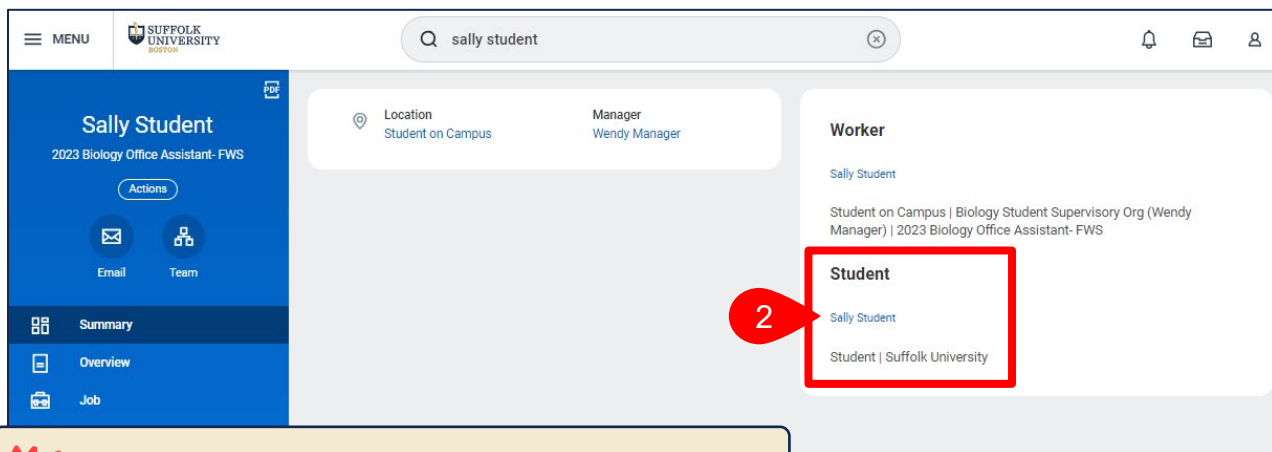 MENU
SUFFOLK
UNIVERSITY
BOSTON
sally student
PDF
Sally Student
2023 Biology Office Assistant- FWS
Actions
Email Team
Summary
Overview
Job
Location Manager
Student on Campus Wendy Manager
Worker
Sally Student
Student on Campus | Biology Student Supervisory Org (Wendy
Manager) | 2023 Biology Office Assistant- FWS
Student
2
Sally Student
Student | Suffolk University